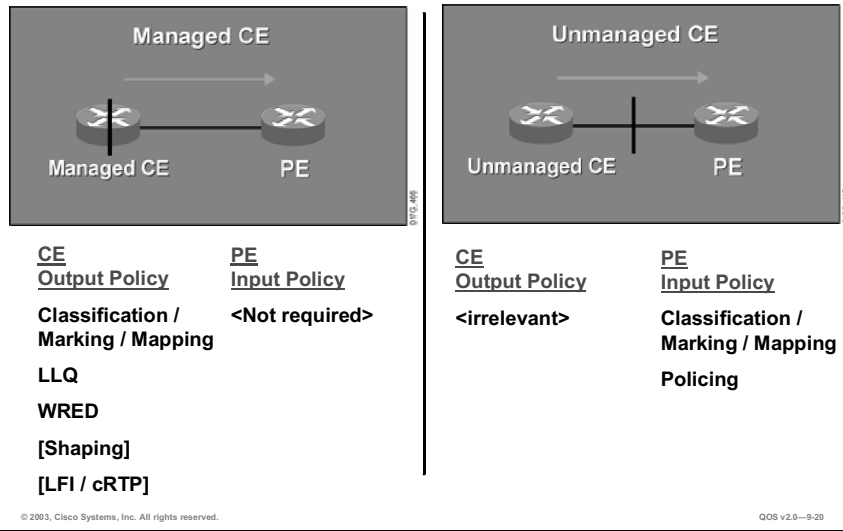 Managed CE
Managed CE
PE
016G_466
CE
Output Policy
PE
Input Policy
Classification /
Marking / Mapping
<Not required>
LLQ
WRED
[Shaping]
[LFI / cRTP]
Unmanaged CE
Unmanaged CE
PE
CE
Output Policy
PE
Input Policy
<irrelevant>
Classification /
Marking / Mapping
Policing
© 2003, Cisco Systems, Inc. All rights reserved.
QOS v2.0—9-20